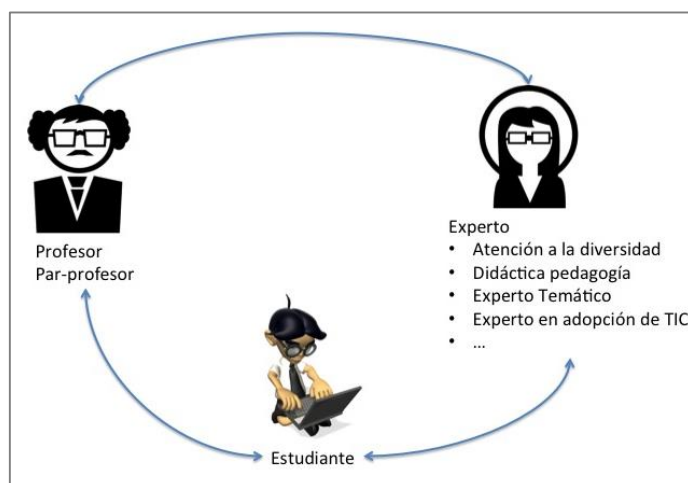 Profesor
Par-profesor
Experto
• Atención a la diversidad
• Didáctica pedagogía
• Experto Temático
• Experto en adopción de TIC
• ...
Estudiante